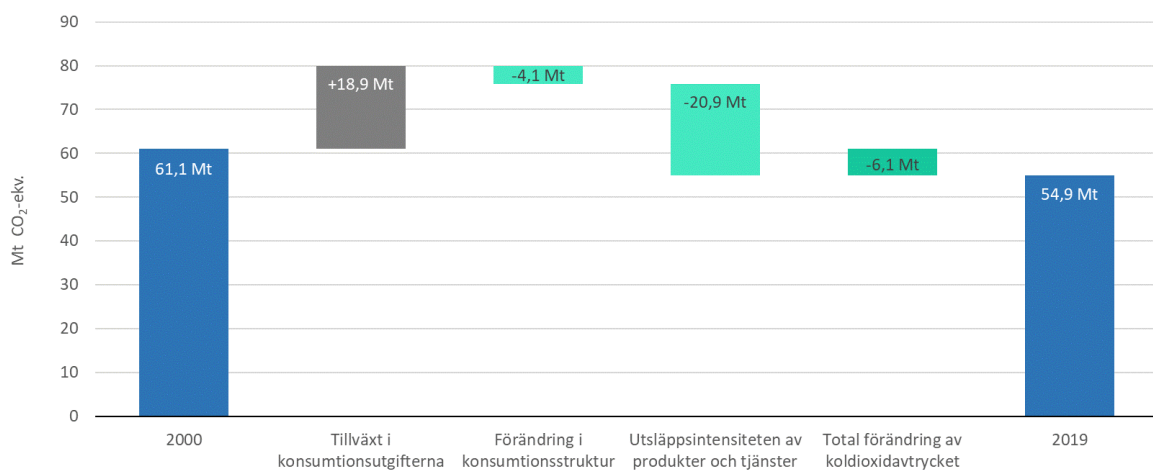 90
80
70
60
50
40
30
20
10
0
Mt CO₂-ekv.
61,1 Mt
+18,9 Mt
-4,1 Mt
-20,9 Mt
-6,1 Mt
54,9 Mt
2000
Tillväxt i
konsumtionsutgifterna
Förändring i
konsumtionsstruktur
Utsläppsintensiteten av
produkter och tjänster
Total förändring av
koldioxidavtrycket
2019